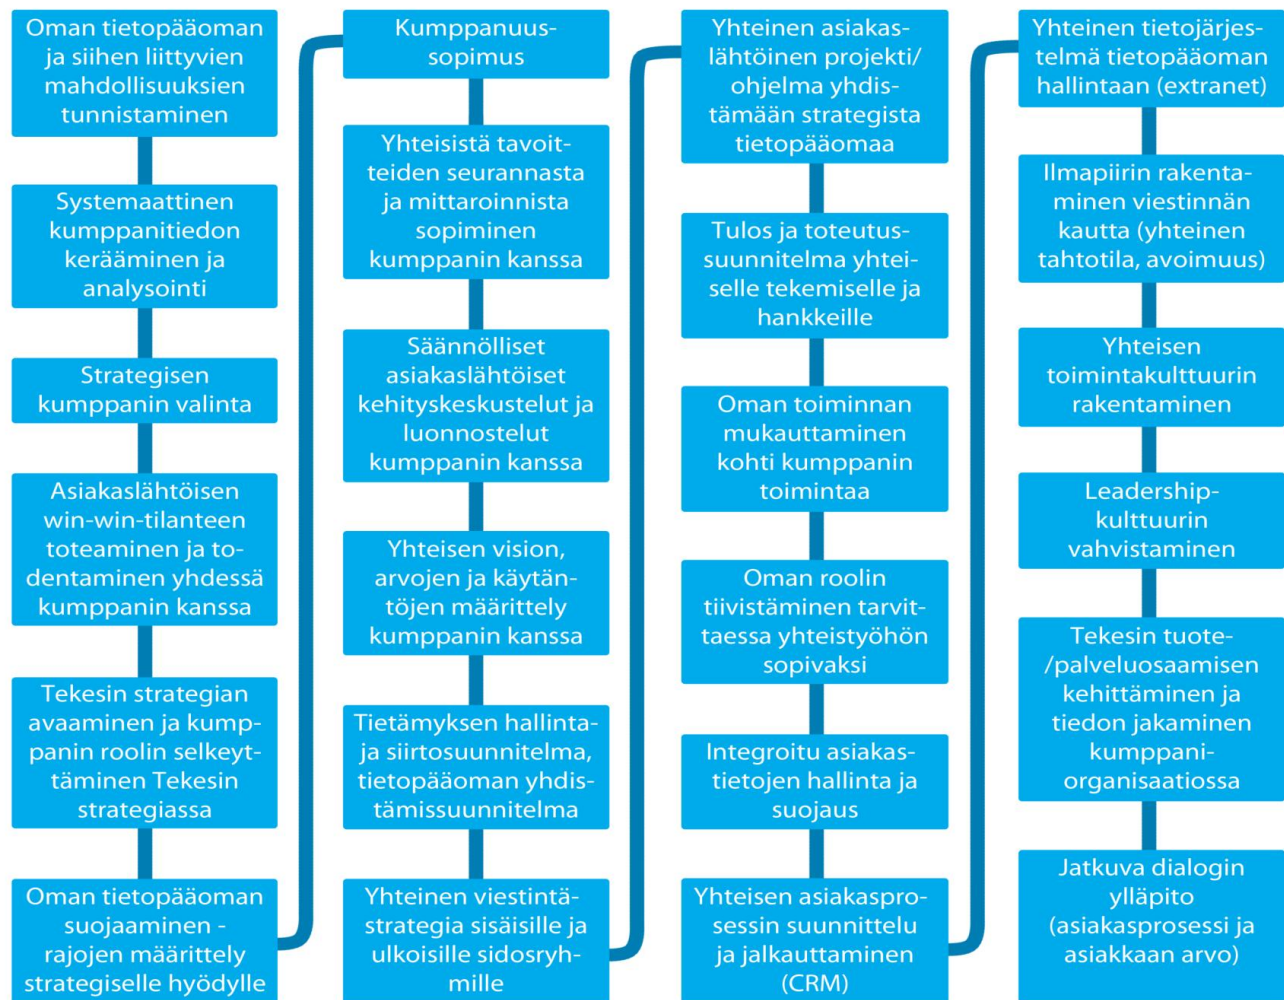 Oman tietopääoman
ja siihen liittyvien
mahdollisuuksien
tunnistaminen
Systemaattinen
kumppanitiedon
kerääminen ja
analysointi
Strategisen
kumppanin valinta
Asiakaslähtöisen
win-win-tilanteen
toteaminen ja to-
dentaminen yhdessä
kumppanin kanssa
Tekesin strategian
avaaminen ja kump-
panin roolin selkeyt-
täminen Tekesin
strategiassa
Oman tietopääoman
suojaaminen -
rajojen määrittely
strategiselle hyödylle
Kumppanuus-
sopimus
Yhteisistä tavoit-
teiden seurannasta
ja mittaroinnista
sopiminen
kumppanin kanssa
Säännölliset
asiakaslähtöiset
kehityskeskustelut ja
luonnostelut
kumppanin kanssa
Yhteisen vision,
arvojen ja käytän-
töjen määrittely
kumppanin kanssa
Tietämyksen hallinta-
ja siirtosuunnitelma,
tietopääoman yhdis-
tämissuunnitelma
Yhteinen viestintä-
strategia sisäisille ja
ulkoisille sidosryh-
mille
Yhteinen asiakas-
lähtöinen projekti/
ohjelma yhdis-
tämään strategista
tietopääomaa
Tulos ja toteutus-
suunnitelma yhtei-
selle tekemiselle ja
hankkeille
Oman toiminnan
mukauttaminen
kohti kumppanin
toimintaa
Oman roolin
tiivistäminen tarvit-
taessa yhteistyöhön
sopivaksi
Integroitu asiakas-
tietojen hallinta ja
suojaus
Yhteisen asiakaspro-
sessin suunnittelu
ja jalkauttaminen
(CRM)
Yhteinen tietojärjes-
telmä tietopääoman
hallintaan (extranet)
Ilmapiirin rakenta-
minen viestinnän
kautta (yhteinen
tahtotila, avoimuus)
Yhteisen
toimintakulttuurin
rakentaminen
Leadership-
kulttuurin
vahvistaminen
Tekesin tuote-
/palveluosaamisen
kehittäminen ja
tiedon jakaminen
kumppani-
organisaatiossa
Jatkuva dialogin
ylläpito
(asiakasprosessi ja
asiakkaan arvo)